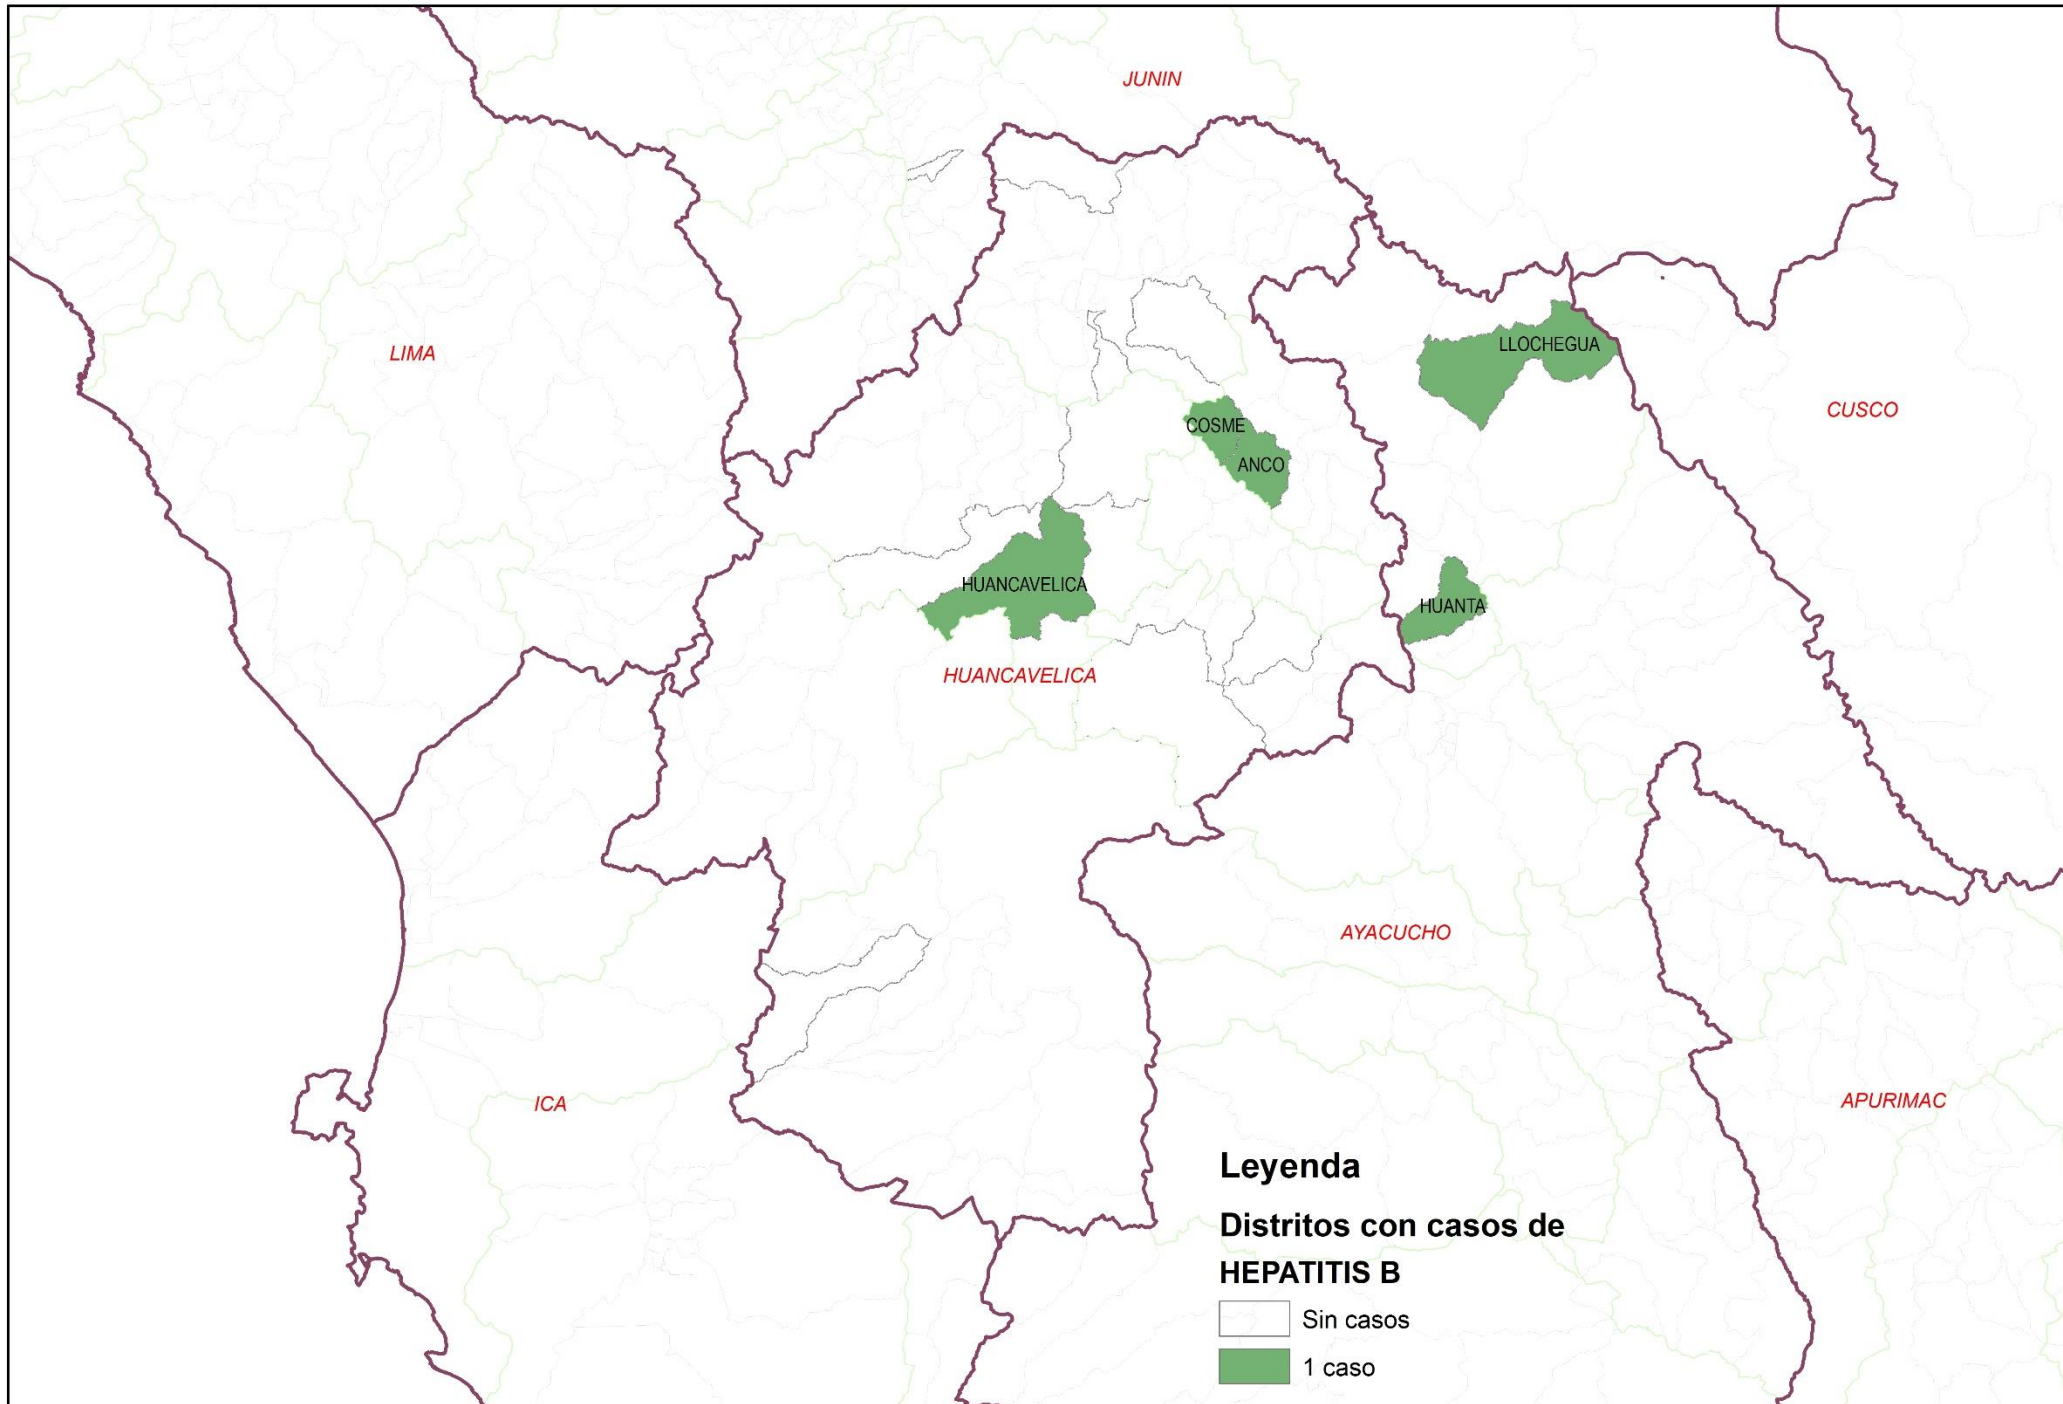 JUNIN
LIMA
LLOCHEGUA
CUSCO
COSME
ANCO
HUANCAVELICA
HUANTA
HUANCAVELICA
AYACUCHO
ICA
APURIMAC
Leyenda
Distritos con casos de
HEPATITIS B
Sin casos
1 caso